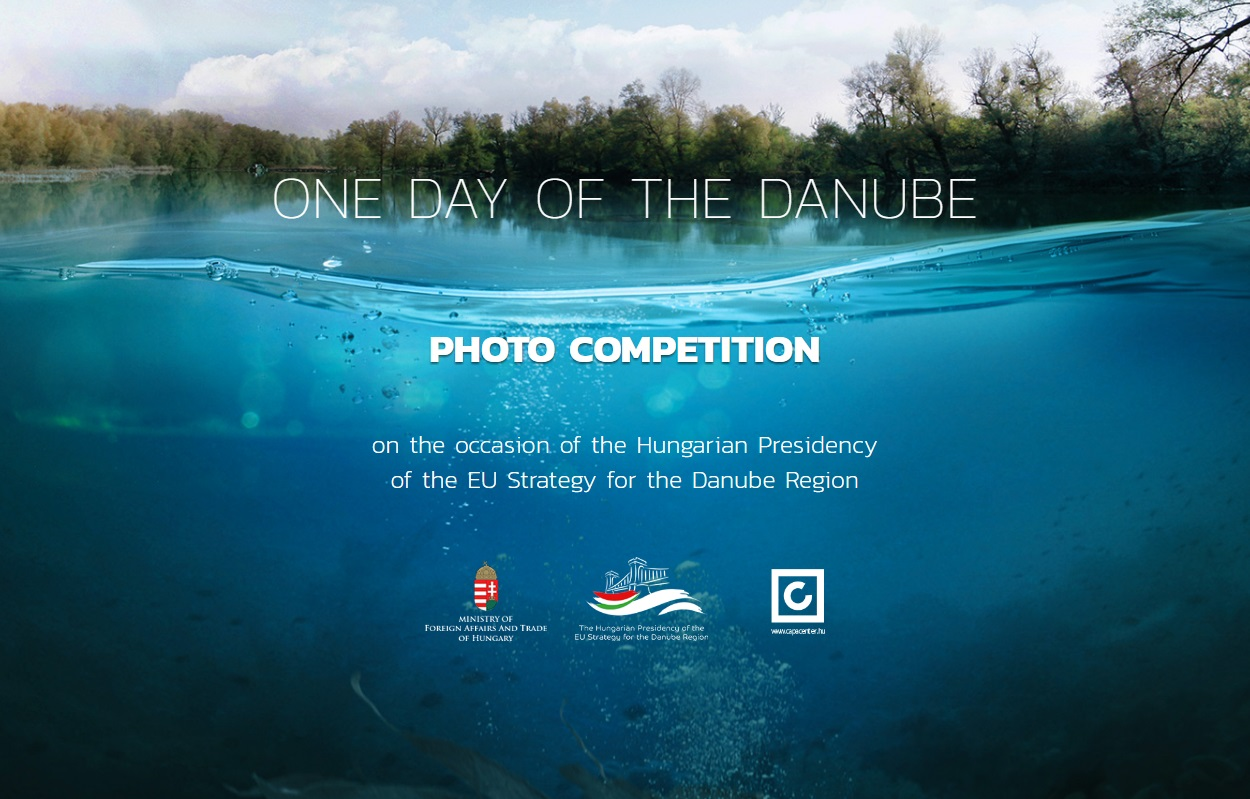 ONE DAY OF THE DANUBE
PHOTO COMPETITION
on the occasion of the Hungarian Presidency
of the EU Strategy for the Danube Region
MINISTRY OF
FOREIGN AFFAIRS AND TRADE
OF HUNGARY
The Hungarian Presidency of the
EU Strategy for the Danube Region
C
www.capacenter.hu